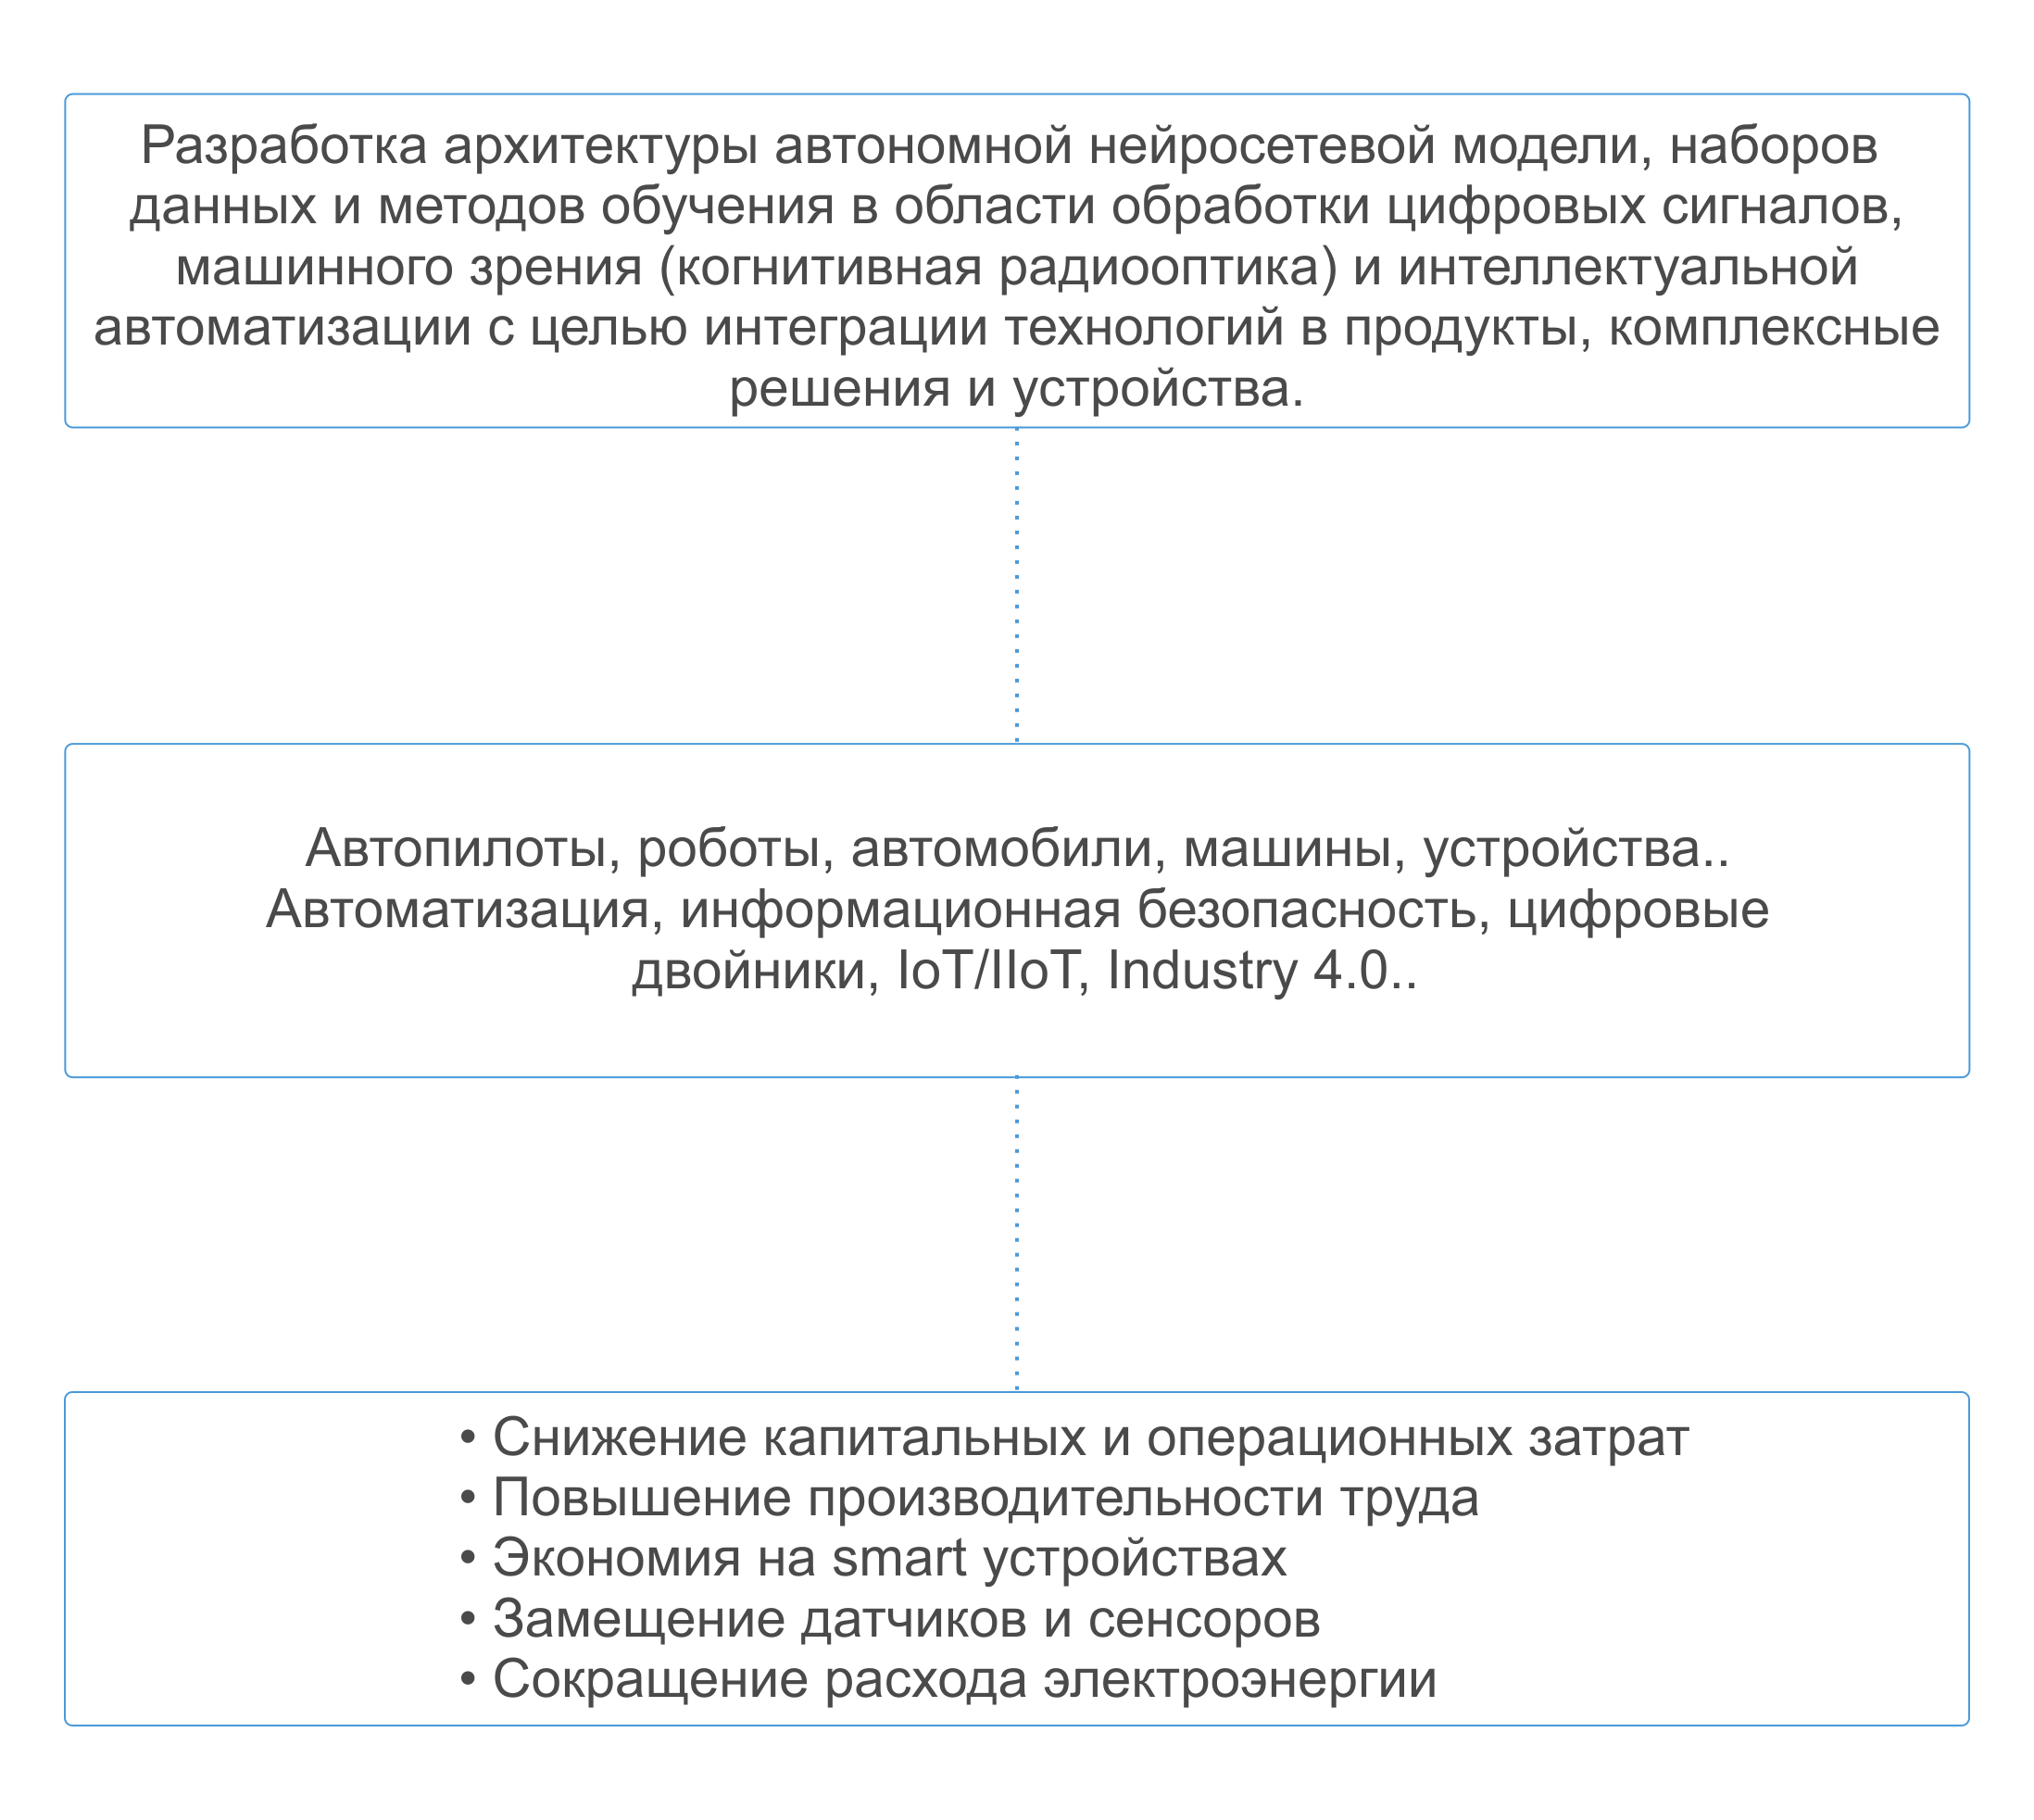 Разработка архитектуры автономной нейросетевой модели, наборов
данных и методов обучения в области обработки цифровых сигналов,
машинного зрения (когнитивная радиооптика) и интеллектуальной
автоматизации с целью интеграции технологий в продукты, комплексные
решения и устройства.
Автопилоты, роботы, автомобили, машины, устройства..
Автоматизация, информационная безопасность, цифровые
двойники, IoT/IIoT, Industry 4.0..
• Снижение капитальных и операционных затрат
• Повышение производительности труда
• Экономия на smart устройствах
• Замещение датчиков и сенсоров
• Сокращение расхода электроэнергии